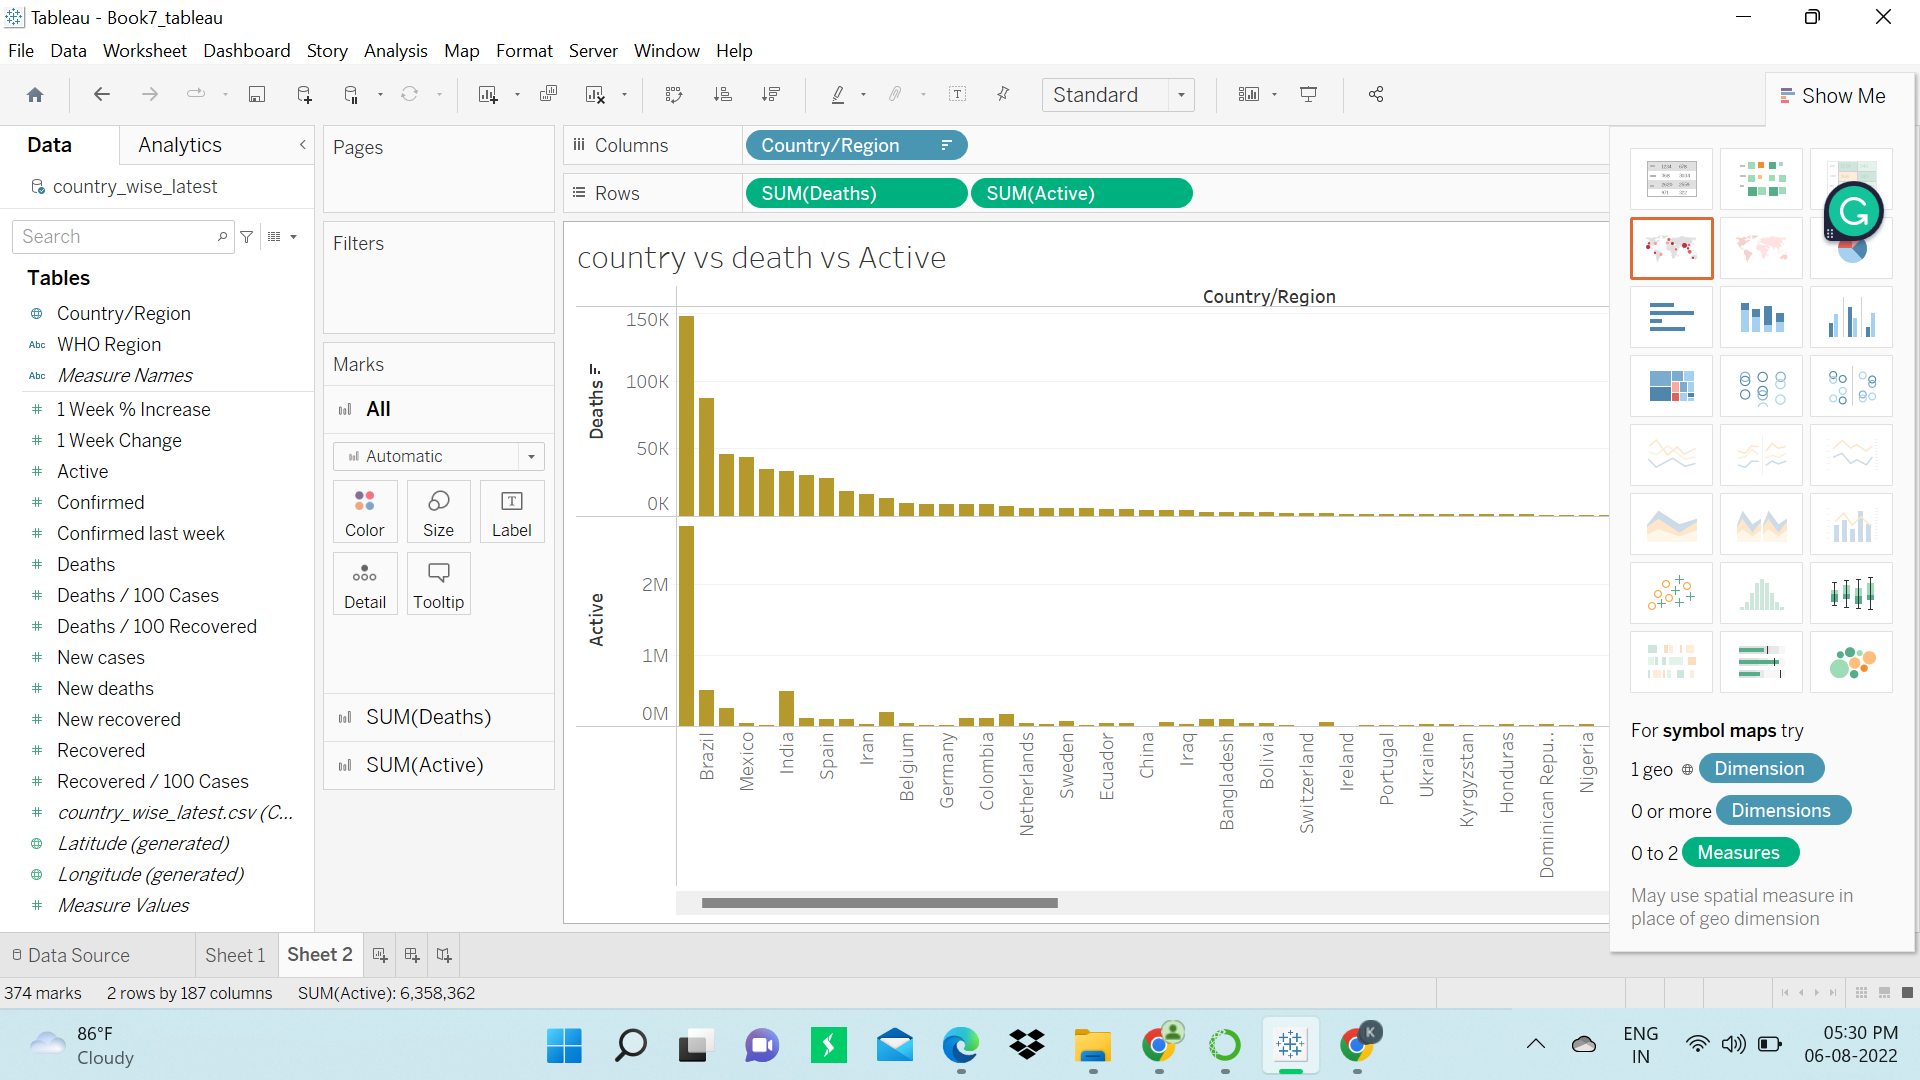 Tableau - Book7_tableau
File Data Worksheet Dashboard Story Analysis Map Format Server Window Help
Standard
Show Me
Data
Analytics
country_wise_latest
Search
Tables
Country/Region
Abc WHO Region
Abc Measure Names
1 Week % Increase
1 Week Change
Active
Confirmed
Confirmed last week
Deaths
Deaths / 100 Cases
Deaths / 100 Recovered
New cases
New deaths
New recovered
Recovered
Recovered / 100 Cases
country_wise_latest.csv (C...
Latitude (generated)
Longitude (generated)
Measure Values
Pages
Filters
Marks
All
Automatic
Color
Size
Label
Detail
Tooltip
SUM(Deaths)
SUM(Active)
Columns
Country/Region
Rows
SUM(Deaths)
SUM(Active)
country vs death vs Active
Country/Region
150K
100K
50K
0K
Deaths
2M
1M
0M
Active
Brazil
Mexico
India
Spain
Iran
Belgium
Germany
Colombia
Netherlands
Sweden
Ecuador
China
Iraq
Bangladesh
Bolivia
Switzerland
Ireland
Portugal
Ukraine
Kyrgyzstan
Honduras
Dominican Repu..
Nigeria
For symbol maps try
1 geo Dimension
0 or more Dimensions
0 to 2 Measures
May use spatial measure in
place of geo dimension
Data Source
Sheet 1
Sheet 2
374 marks
2 rows by 187 columns
SUM(Active): 6,358,362
86°F
Cloudy
K
ENG
IN
05:30 PM
06-08-2022